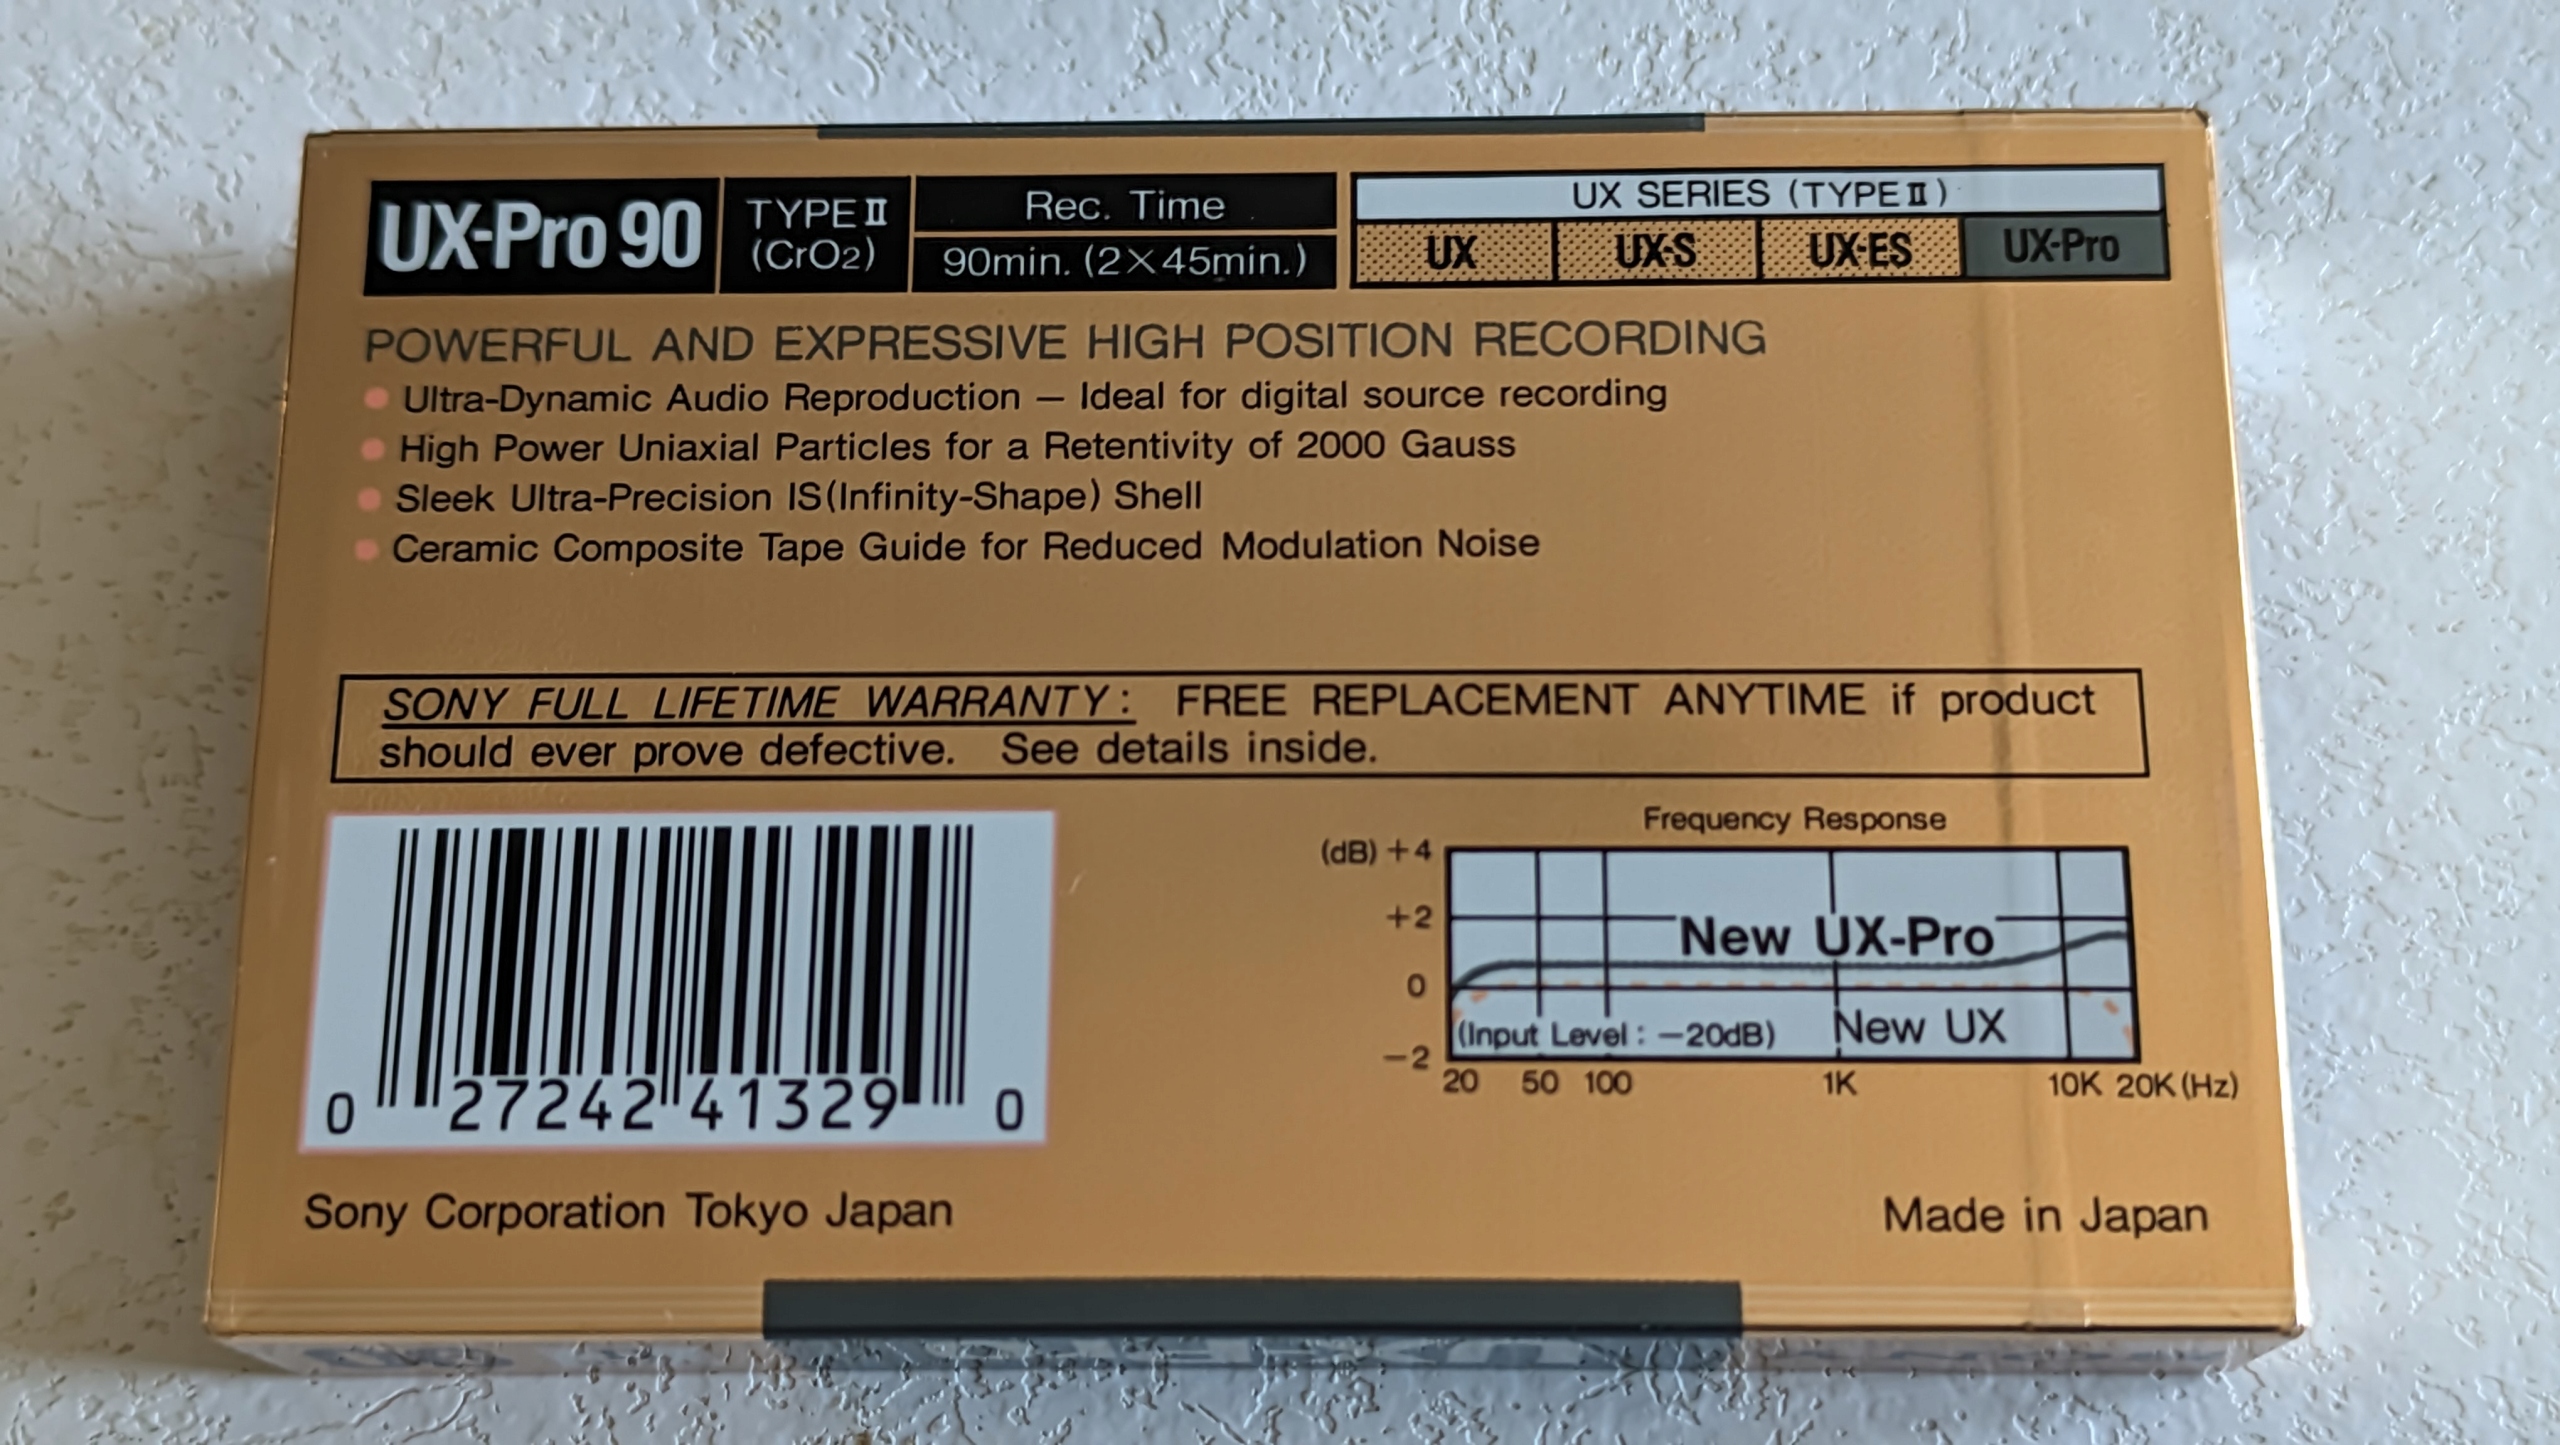 UX-Pro 90
TYPE II
(CrO2)
Rec. Time
90min. (2×45min.)
UX SERIES (TYPE II)
UX UX-S UX-ES UX-Pro
POWERFUL AND EXPRESSIVE HIGH POSITION RECORDING
● Ultra-Dynamic Audio Reproduction — Ideal for digital source recording
● High Power Uniaxial Particles for a Retentivity of 2000 Gauss
● Sleek Ultra-Precision IS(Infinity-Shape) Shell
● Ceramic Composite Tape Guide for Reduced Modulation Noise
SONY FULL LIFETIME WARRANTY: FREE REPLACEMENT ANYTIME if product
should ever prove defective. See details inside.
0 27242 41329 0
Frequency Response
(dB) +4
+2
0
−2
New UX-Pro
(Input Level : −20dB) New UX
20 50 100 1K 10K 20K (Hz)
Sony Corporation Tokyo Japan
Made in Japan